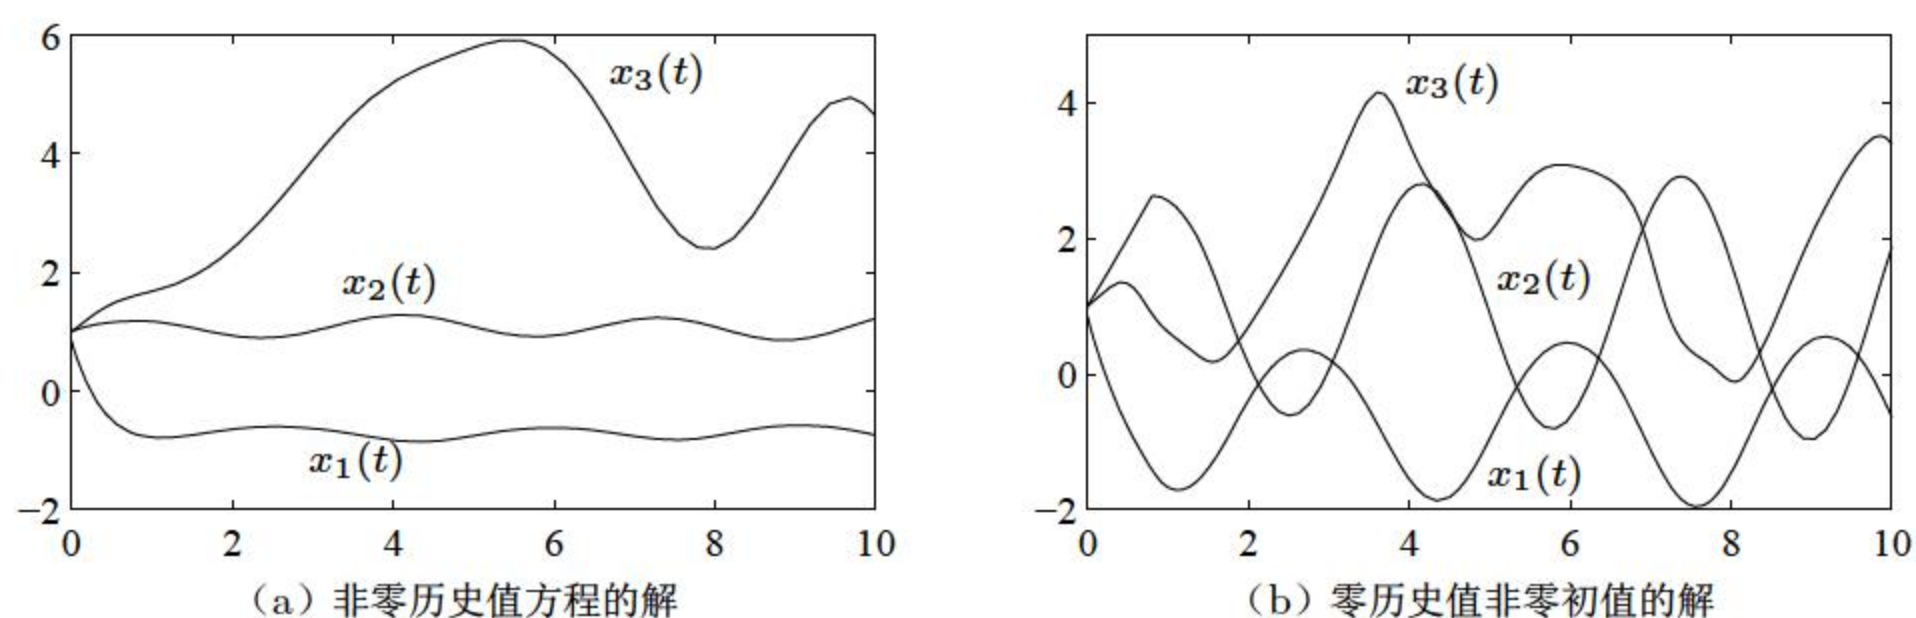 6
4
2
0
−2
0 2 4 6 8 10
x₃(t)
x₂(t)
x₁(t)
（a）非零历史值方程的解
4
2
0
−2
0 2 4 6 8 10
x₃(t)
x₂(t)
x₁(t)
（b）零历史值非零初值的解